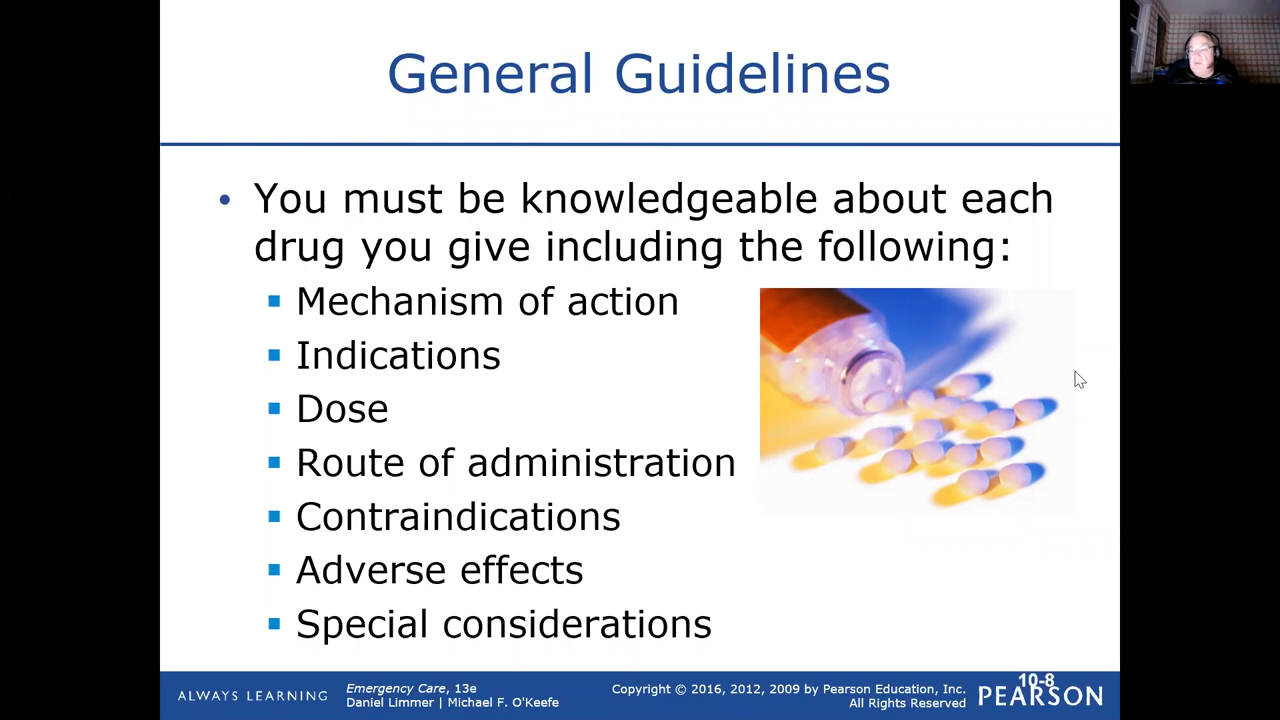 General Guidelines
• You must be knowledgeable about each
drug you give including the following:
▪ Mechanism of action
▪ Indications
▪ Dose
▪ Route of administration
▪ Contraindications
▪ Adverse effects
▪ Special considerations
ALWAYS LEARNING
Emergency Care, 13e
Daniel Limmer | Michael F. O'Keefe
Copyright © 2016, 2012, 2009 by Pearson Education, Inc.
All Rights Reserved
10-8
PEARSON